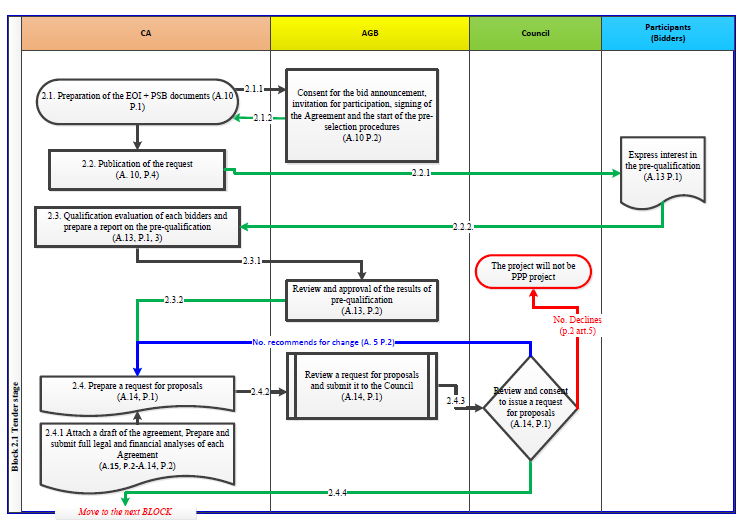 CA
AGB
Council
Participants
(Bidders)
2.1. Preparation of the EOI + PSB documents (A.10
P.1)
2.1.1
2.1.2
Consent for the bid announcement,
invitation for participation, signing of
the Agreement and the start of the pre-
selection procedures
(A.10 P.2)
2.2. Publication of the request
(A. 10, P.4)
2.2.1
Express interest in
the pre-qualification
(A.13 P.1)
2.3. Qualification evaluation of each bidders and
prepare a report on the pre-qualification
(A.13, P.1, 3)
2.2.2.
2.3.1
The project will not be
PPP project
Review and approval of the results of
pre-qualification
(A.13, P.2)
2.3.2
No. Declines
(p.2 art.5)
No. recommends for change (A. 5 P.2)
2.4. Prepare a request for proposals
(A.14, P.1)
2.4.2
Review a request for proposals
and submit it to the Council
(A.14, P.1)
2.4.3
Review and consent
to issue a request
for proposals
(A.14, P.1)
2.4.1 Attach a draft of the agreement, Prepare and
submit full legal and financial analyses of each
Agreement
(A.15, P.2-A.14, P.2)
2.4.4
Move to the next BLOCK
Block 2.1 Tender stage